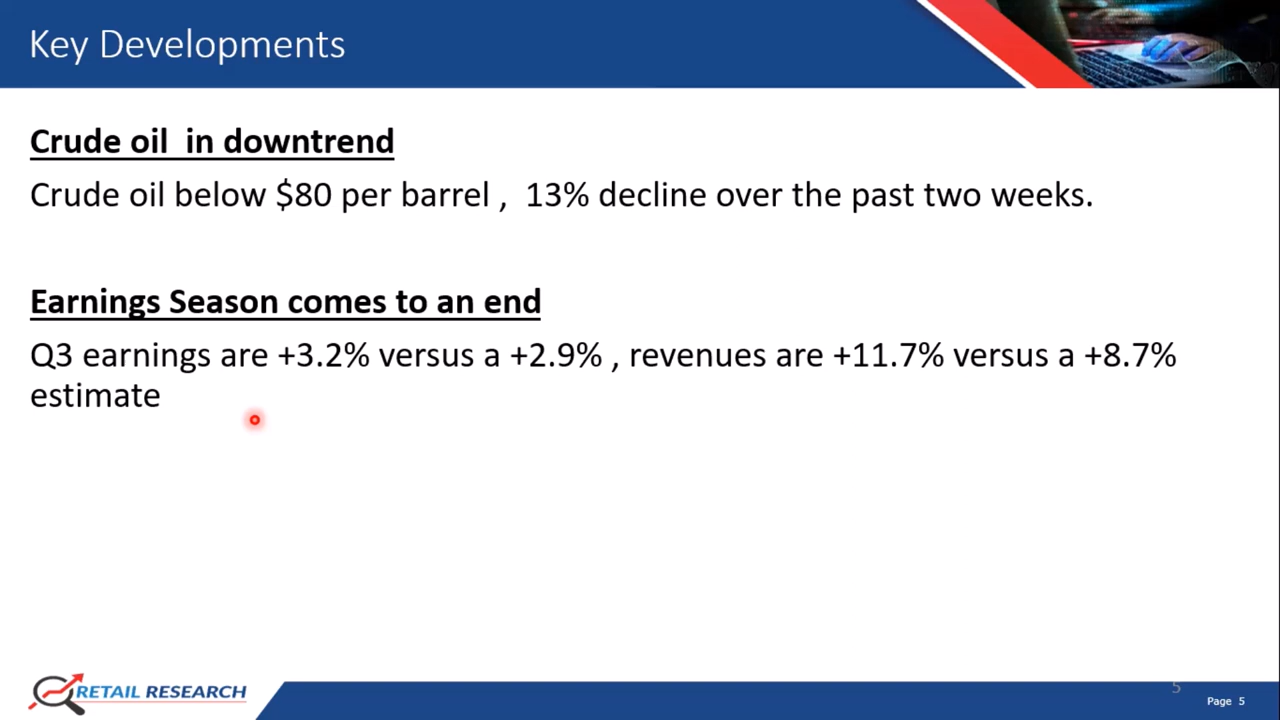 Key Developments
Crude oil  in downtrend
Crude oil below $80 per barrel ,  13% decline over the past two weeks.
Earnings Season comes to an end
Q3 earnings are +3.2% versus a +2.9% , revenues are +11.7% versus a +8.7%
estimate
RETAIL RESEARCH
5
Page  5